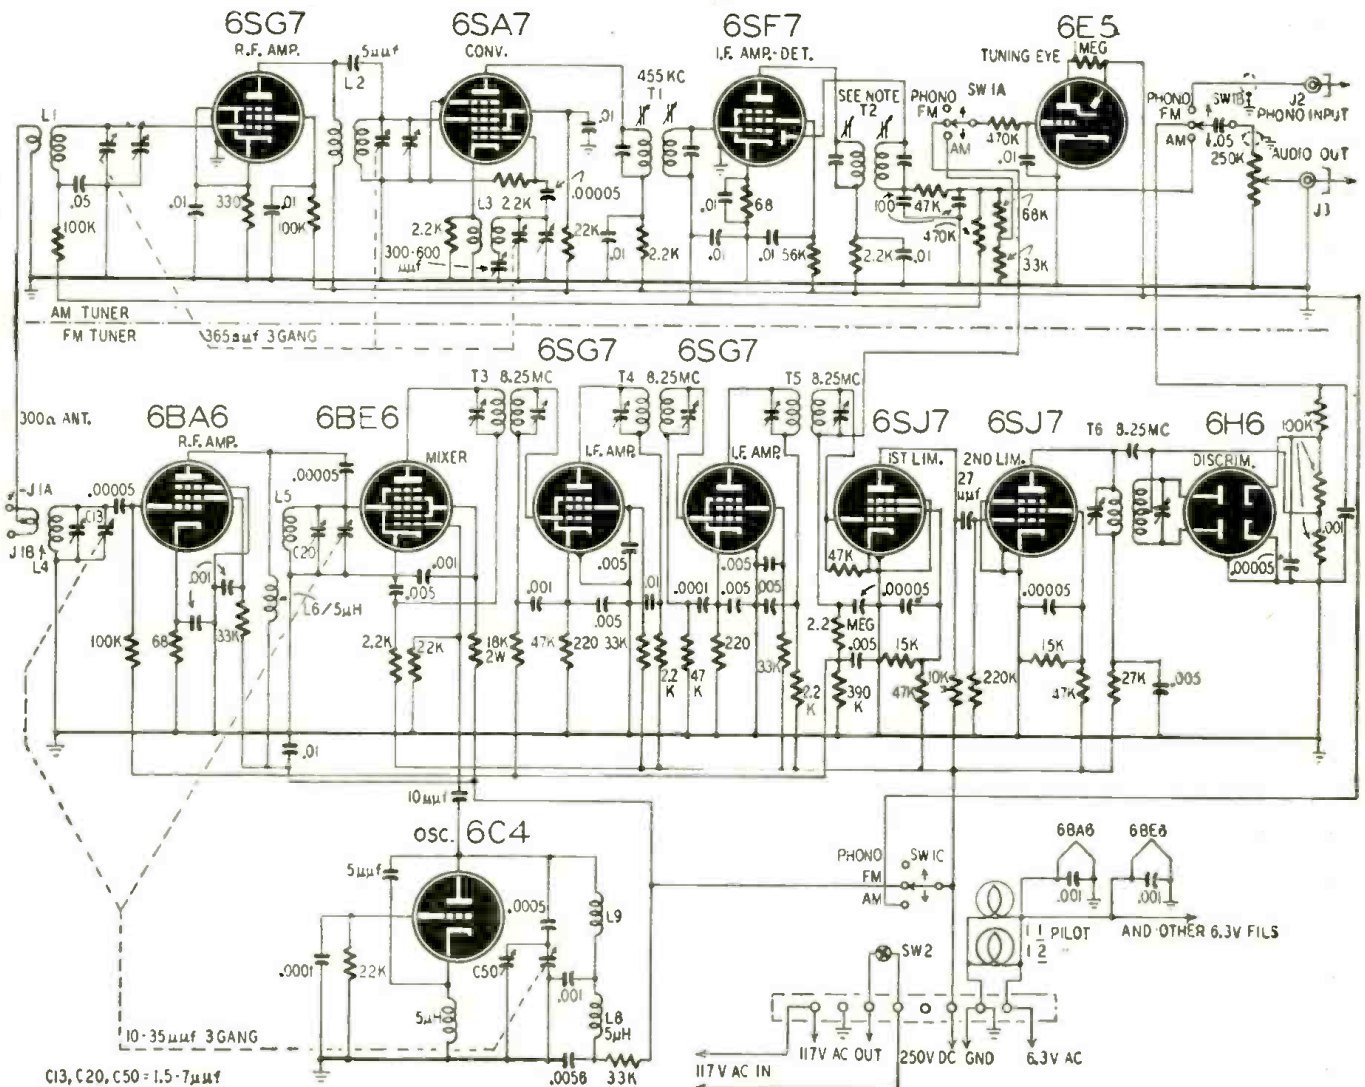 6SG7
R.F. AMP.
5µµf
L2
6SA7
CONV.
6SF7
I.F. AMP.-DET.
6E5
TUNING EYE
MEG
455 KC
T1
SEE NOTE
T2
PHONO
FM
AM
SW1A
470K
.01
PHONO
FM
AM
SW1B
J2
PHONO INPUT
.05
250K
AUDIO OUT
J3
L1
.05
100K
.01
330
.01
100K
.01
2.2K
L3
2.2K
.00005
300-600
µµf
22K
.01
2.2K
.01
68
.01
.01
56K
2.2K
.01
100
47K
470K
68K
33K
AM TUNER
FM TUNER
365µµf 3 GANG
300Ω ANT.
6BA6
R.F. AMP.
6BE6
MIXER
T3
8.25MC
6SG7
I.F. AMP.
T4
8.25MC
6SG7
I.F. AMP.
T5
8.25MC
6SJ7
1ST LIM.
6SJ7
2ND LIM.
T6
8.25MC
6H6
DISCRIM.
100K
J1A
J1B
L4
C13
.00005
.001
100K
68
33K
L5
.00005
C20
L6/5µH
.01
.005
.001
2.2K
22K
18K
2W
.001
47K
220
.005
.005
33K
.01
2.2
K
.0001
47
K
.005
220
.005
.005
33K
2.2
K
47K
.00005
2.2 MEG
.005
390
K
15K
47K
10K
27
µµf
220K
.00005
15K
47K
27K
.005
.00005
.001
10µµf
OSC. 6C4
5µµf
.0001
22K
5µH
.0005
C50
.001
L9
L8
5µH
.0056
33K
10-35µµf 3 GANG
C13, C20, C50 = 1.5-7µµf
PHONO
FM
AM
SW1C
SW2
6BA6
.001
6BE6
.001
PILOT
AND OTHER 6.3V FILS
117V AC OUT
250V DC
GND
6.3V AC
117V AC IN